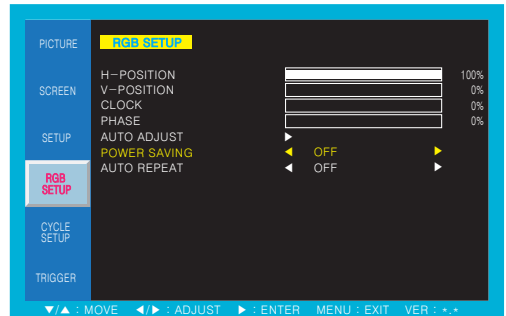 PICTURE
SCREEN
SETUP
RGB
SETUP
CYCLE
SETUP
TRIGGER
RGB SETUP
H-POSITION 100%
V-POSITION 0%
CLOCK 0%
PHASE
AUTO ADJUST ▶
POWER SAVING ◀ OFF ▶
AUTO REPEAT ◀ OFF ▶
▼/▲ : MOVE ◀/▶ : ADJUST ▶ : ENTER MENU : EXIT VER : *.*